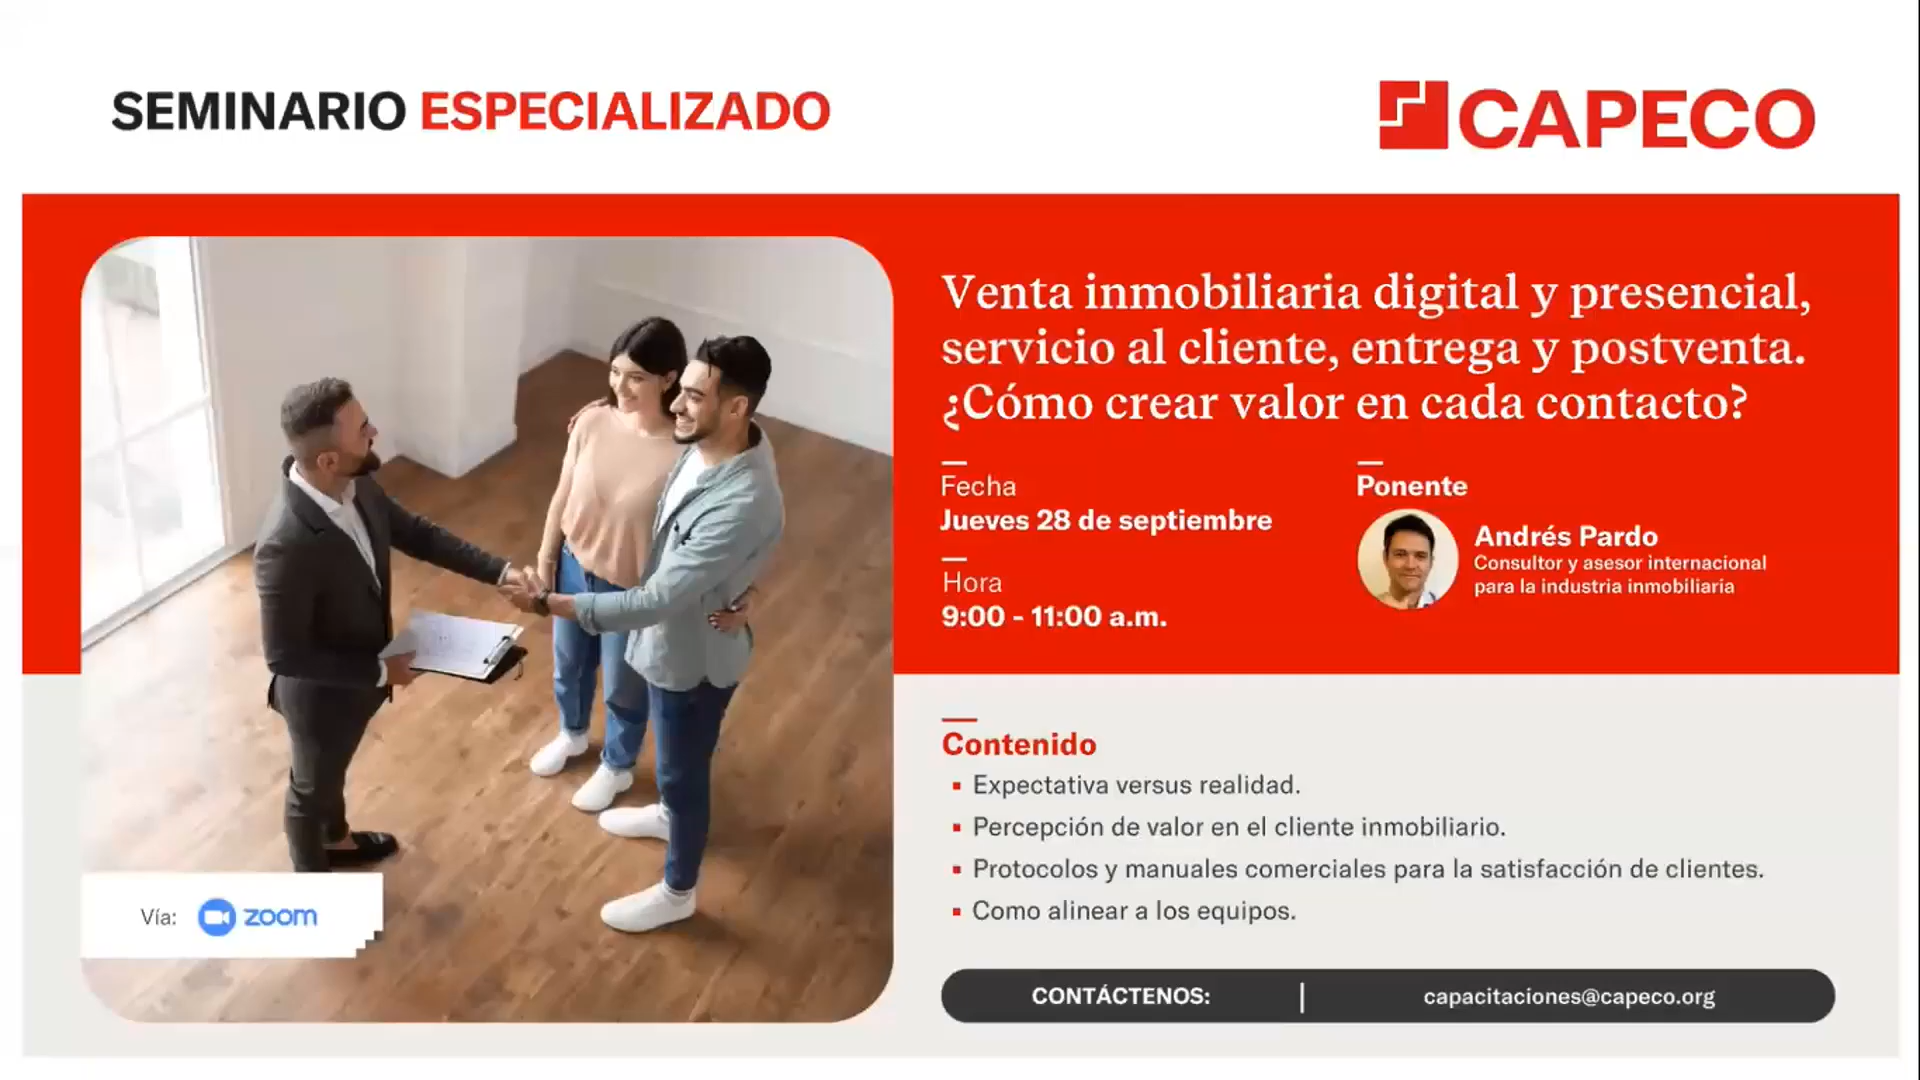 SEMINARIO ESPECIALIZADO
CAPECO
Venta inmobiliaria digital y presencial,
servicio al cliente, entrega y postventa.
¿Cómo crear valor en cada contacto?
Fecha
Jueves 28 de septiembre
Hora
9:00 - 11:00 a.m.
Ponente
Andrés Pardo
Consultor y asesor internacional
para la industria inmobiliaria
Contenido
▪ Expectativa versus realidad.
▪ Percepción de valor en el cliente inmobiliario.
▪ Protocolos y manuales comerciales para la satisfacción de clientes.
▪ Como alinear a los equipos.
Vía: zoom
CONTÁCTENOS: | capacitaciones@capeco.org